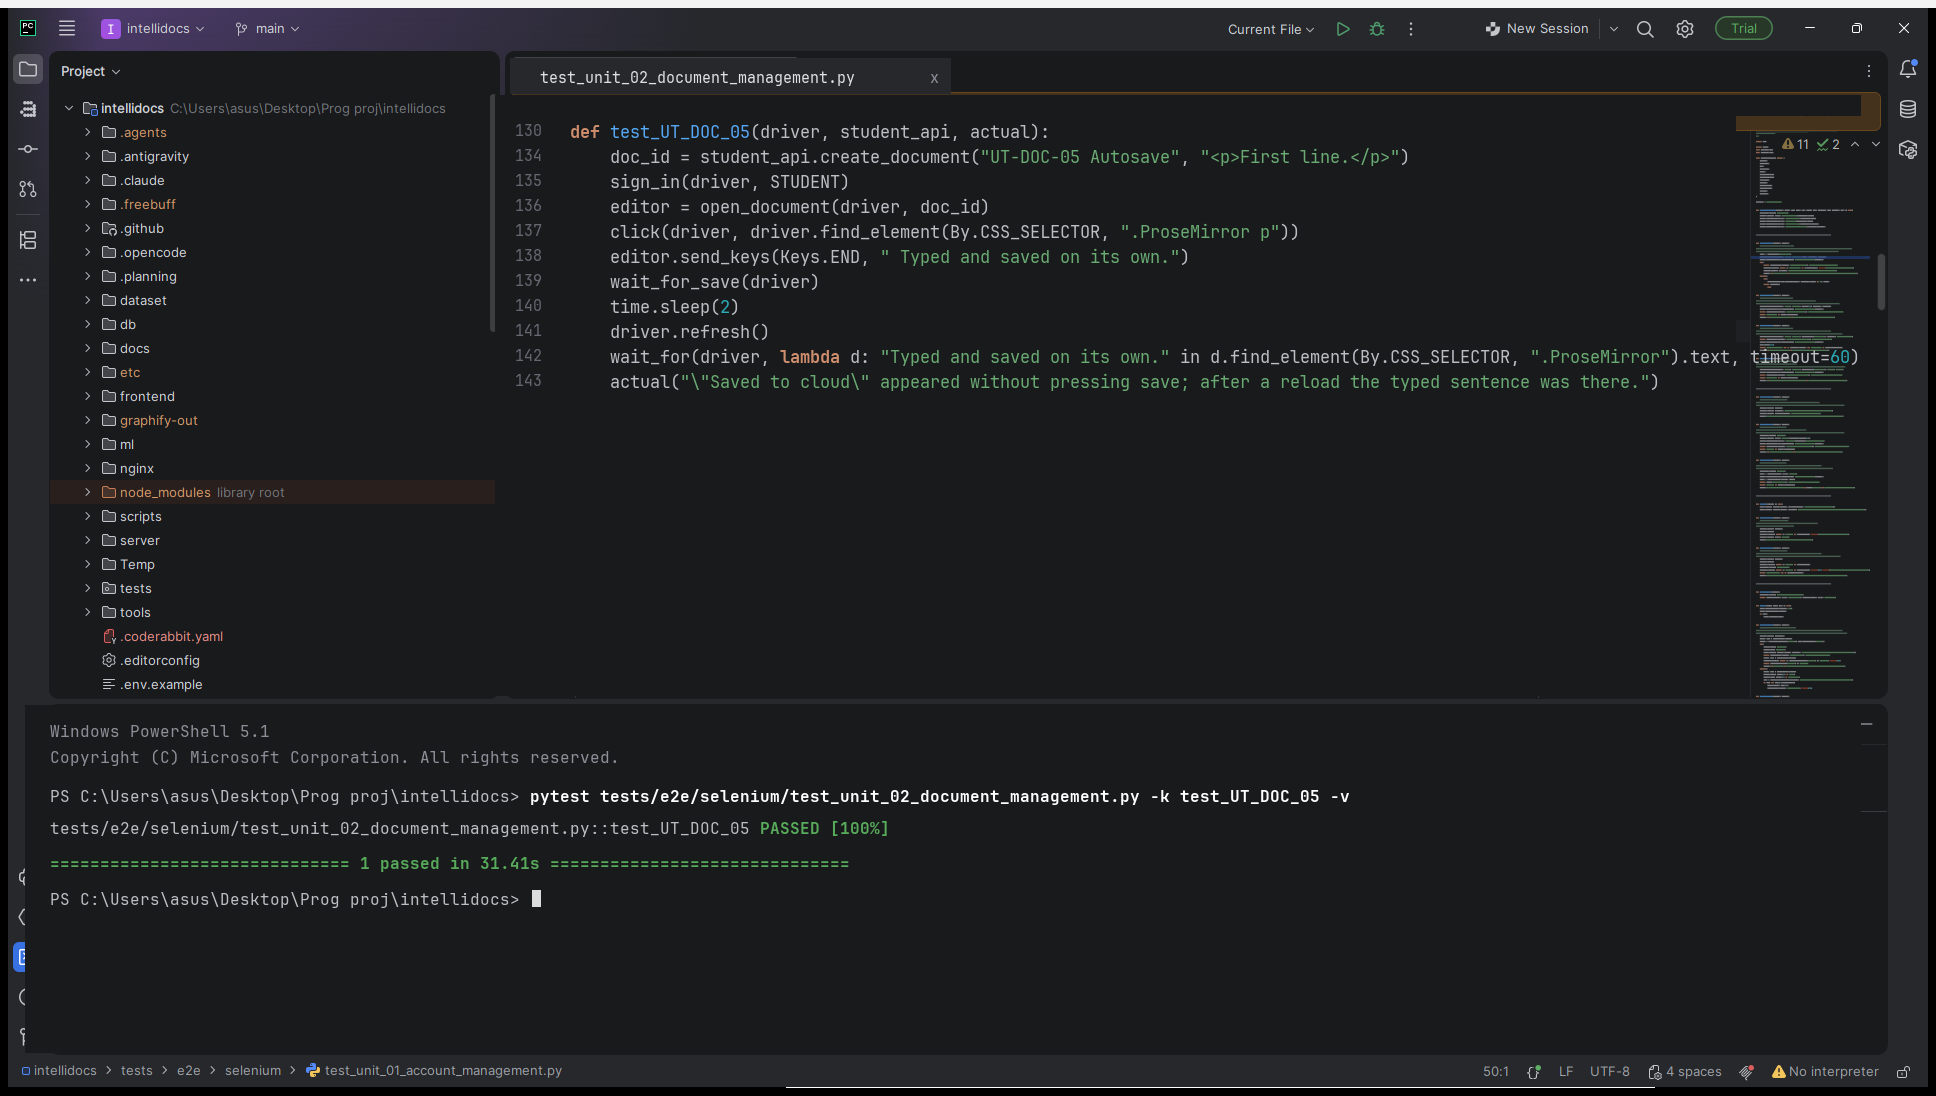 PC
I intellidocs
main
Current File
New Session
Trial
Project
test_unit_02_document_management.py x
intellidocs C:\Users\asus\Desktop\Prog proj\intellidocs
.agents
.antigravity
.claude
.freebuff
.github
.opencode
.planning
dataset
db
docs
etc
frontend
graphify-out
ml
nginx
node_modules library root
scripts
server
Temp
tests
tools
.coderabbit.yaml
.editorconfig
.env.example
11 2
130 def test_UT_DOC_05(driver, student_api, actual):
134 doc_id = student_api.create_document("UT-DOC-05 Autosave", "<p>First line.</p>")
135 sign_in(driver, STUDENT)
136 editor = open_document(driver, doc_id)
137 click(driver, driver.find_element(By.CSS_SELECTOR, ".ProseMirror p"))
138 editor.send_keys(Keys.END, " Typed and saved on its own.")
139 wait_for_save(driver)
140 time.sleep(2)
141 driver.refresh()
142 wait_for(driver, lambda d: "Typed and saved on its own." in d.find_element(By.CSS_SELECTOR, ".ProseMirror").text, timeout=60)
143 actual("\"Saved to cloud\" appeared without pressing save; after a reload the typed sentence was there.")
Windows PowerShell 5.1
Copyright (C) Microsoft Corporation. All rights reserved.
PS C:\Users\asus\Desktop\Prog proj\intellidocs> pytest tests/e2e/selenium/test_unit_02_document_management.py -k test_UT_DOC_05 -v
tests/e2e/selenium/test_unit_02_document_management.py::test_UT_DOC_05 PASSED [100%]
============================== 1 passed in 31.41s ==============================
PS C:\Users\asus\Desktop\Prog proj\intellidocs>
intellidocs > tests > e2e > selenium > test_unit_01_account_management.py
50:1 LF UTF-8 4 spaces No interpreter